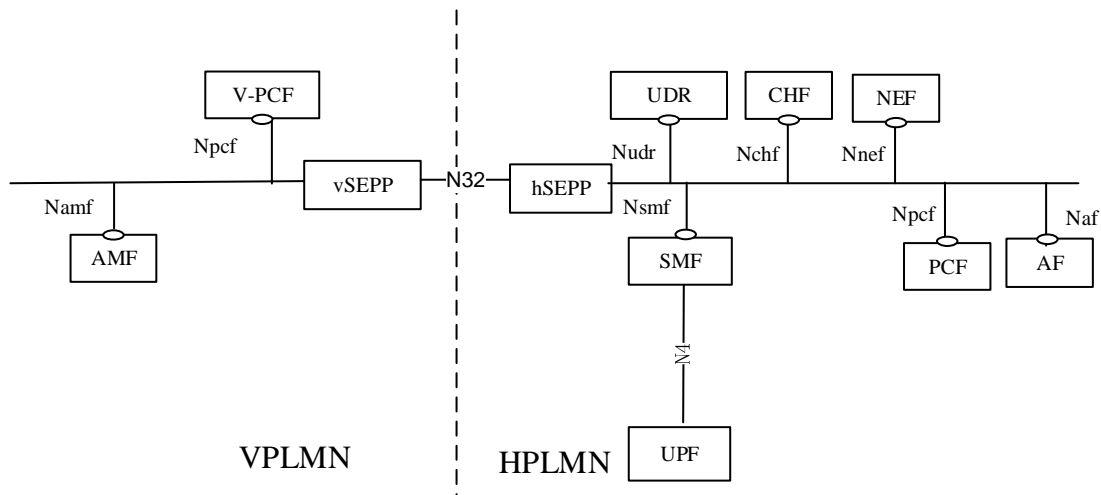 V-PCF
UDR
CHF
NEF
Npcf
Nudr
Nchf
Nnef
vSEPP
N32
hSEPP
Namf
Nsmf
Npcf
Naf
AMF
SMF
PCF
AF
N4
VPLMN
HPLMN
UPF